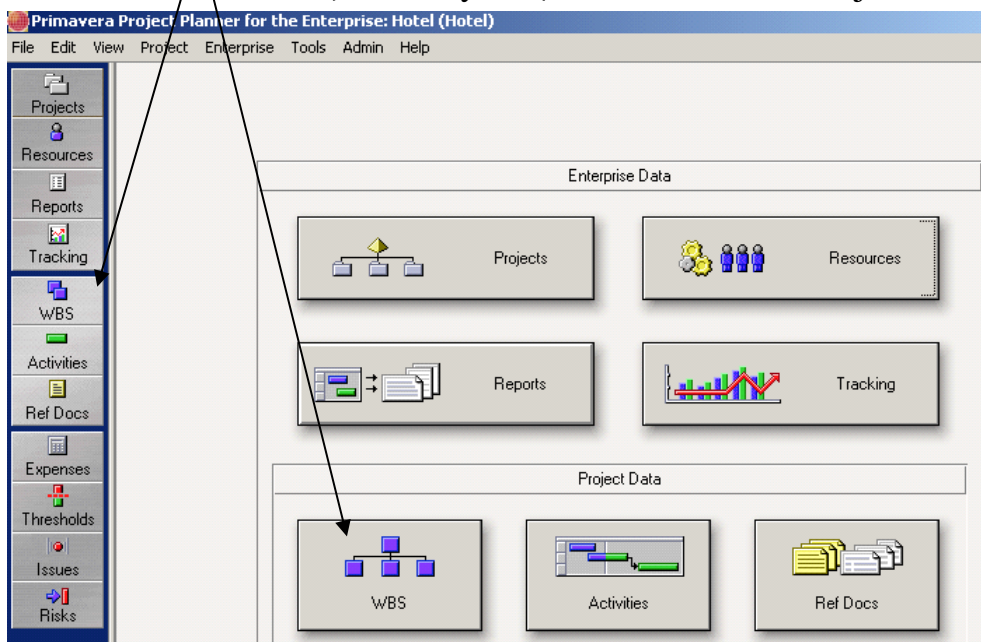 Primavera Project Planner for the Enterprise: Hotel (Hotel)
File Edit View Project Enterprise Tools Admin Help
Projects
Resources
Reports
Tracking
WBS
Activities
Ref Docs
Expenses
Thresholds
Issues
Risks
Enterprise Data
Projects
Resources
Reports
Tracking
Project Data
WBS
Activities
Ref Docs